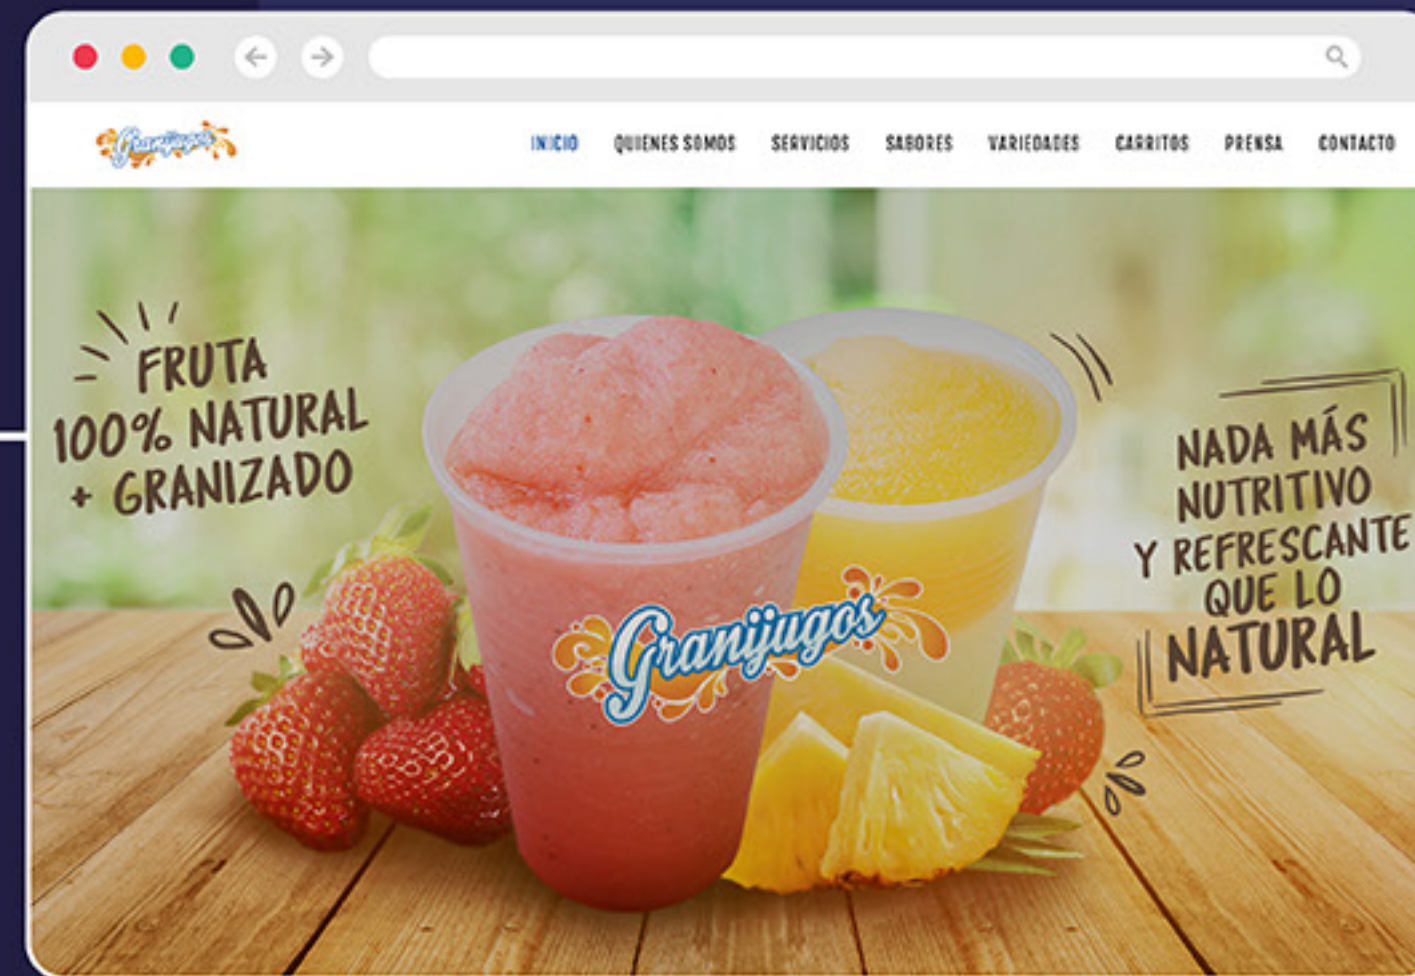 Granijugos
INICIO QUIENES SOMOS SERVICIOS SABORES VARIEDADES CARRITOS PRENSA CONTACTO
FRUTA
100% NATURAL
+ GRANIZADO
Granijugos
NADA MÁS
NUTRITIVO
Y REFRESCANTE
QUE LO
NATURAL